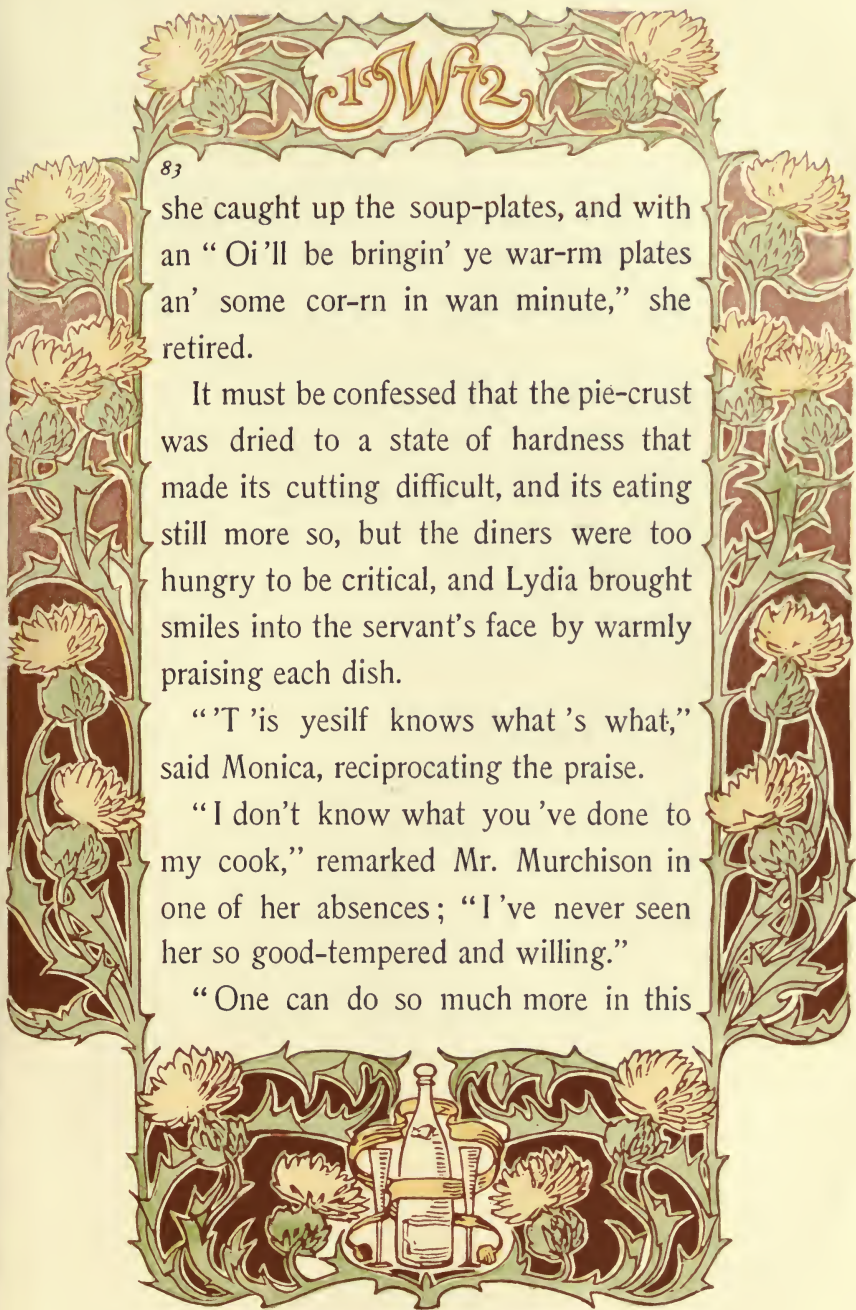 1W72
83
she caught up the soup-plates, and with
an “ Oi 'll be bringin' ye war-rm plates
an' some cor-rn in wan minute,” she
retired.
It must be confessed that the pie-crust
was dried to a state of hardness that
made its cutting difficult, and its eating
still more so, but the diners were too
hungry to be critical, and Lydia brought
smiles into the servant's face by warmly
praising each dish.
“ 'T 'is yesilf knows what 's what,”
said Monica, reciprocating the praise.
“ I don't know what you 've done to
my cook,” remarked Mr. Murchison in
one of her absences ; “ I 've never seen
her so good-tempered and willing.”
“ One can do so much more in this